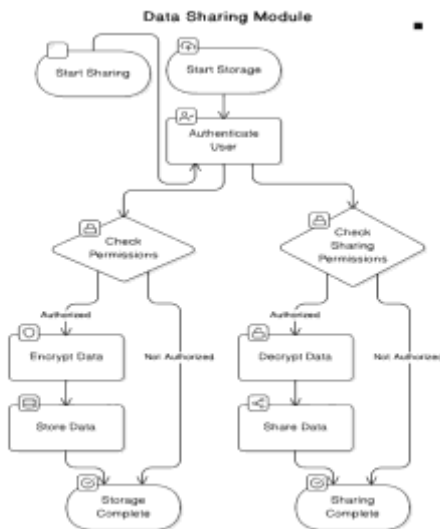 Data Sharing Module
Start Sharing
Start Storage
Authenticate
User
Check
Permissions
Check
Sharing
Permissions
Authorized
Authorized
Encrypt Data
Not Authorized
Decrypt Data
Not Authorized
Store Data
Share Data
Storage
Complete
Sharing
Complete